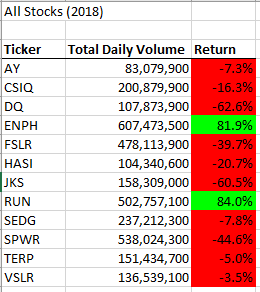 All Stocks (2018)
Ticker Total Daily Volume Return
AY 83,079,900 -7.3%
CSIQ 200,879,900 -16.3%
DQ 107,873,900 -62.6%
ENPH 607,473,500 81.9%
FSLR 478,113,900 -39.7%
HASI 104,340,600 -20.7%
JKS 158,309,000 -60.5%
RUN 502,757,100 84.0%
SEDG 237,212,300 -7.8%
SPWR 538,024,300 -44.6%
TERP 151,434,700 -5.0%
VSLR 136,539,100 -3.5%